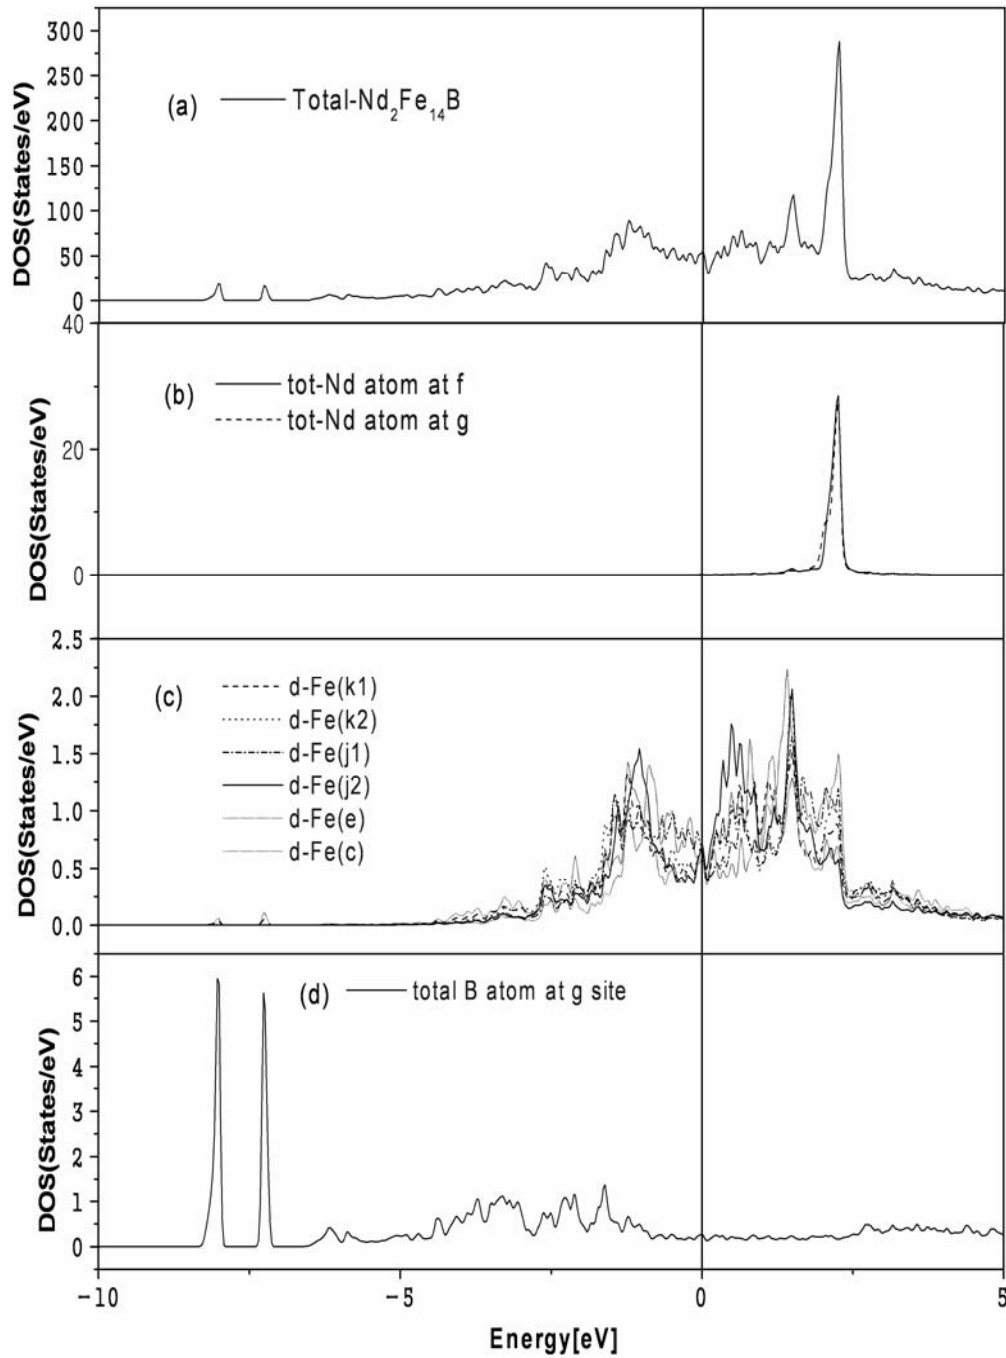 300
250
200
150
100
50
0
DOS(States/eV)
(a)
Total-Nd₂Fe₁₄B
40
20
0
DOS(States/eV)
(b)
tot-Nd atom at f
tot-Nd atom at g
2.5
2.0
1.5
1.0
0.5
0.0
DOS(States/eV)
(c)
d-Fe(k1)
d-Fe(k2)
d-Fe(j1)
d-Fe(j2)
d-Fe(e)
d-Fe(c)
6
5
4
3
2
1
0
DOS(States/eV)
(d)
total B atom at g site
-10 -5 0 5
Energy[eV]